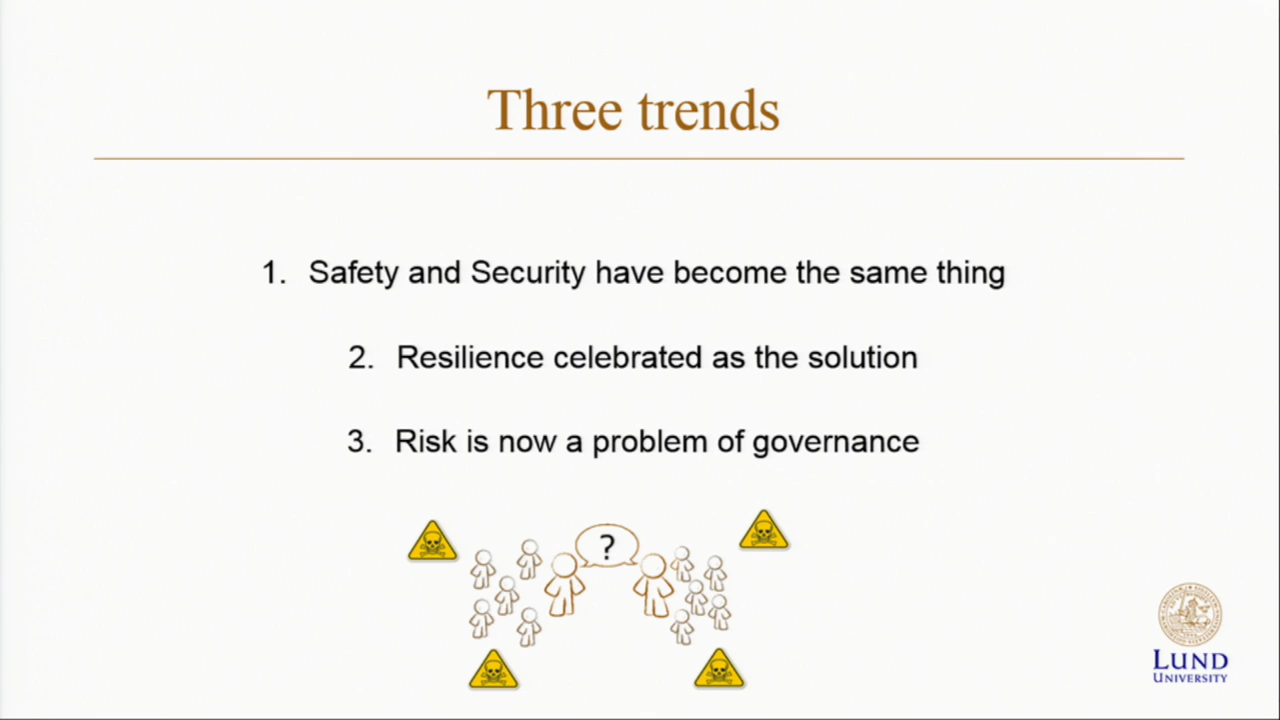 Three trends
1. Safety and Security have become the same thing
2. Resilience celebrated as the solution
3. Risk is now a problem of governance
?
LUND
UNIVERSITY